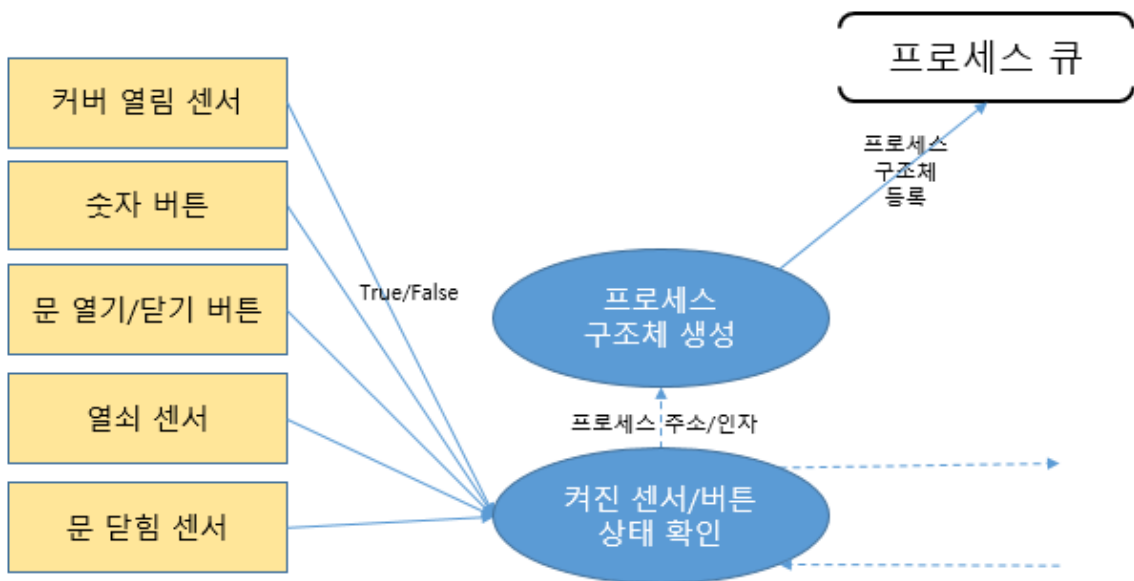 프로세스 큐
커버 열림 센서
숫자 버튼
문 열기/닫기 버튼
열쇠 센서
문 닫힘 센서
True/False
프로세스
구조체
등록
프로세스
구조체 생성
프로세스 주소/인자
켜진 센서/버튼
상태 확인